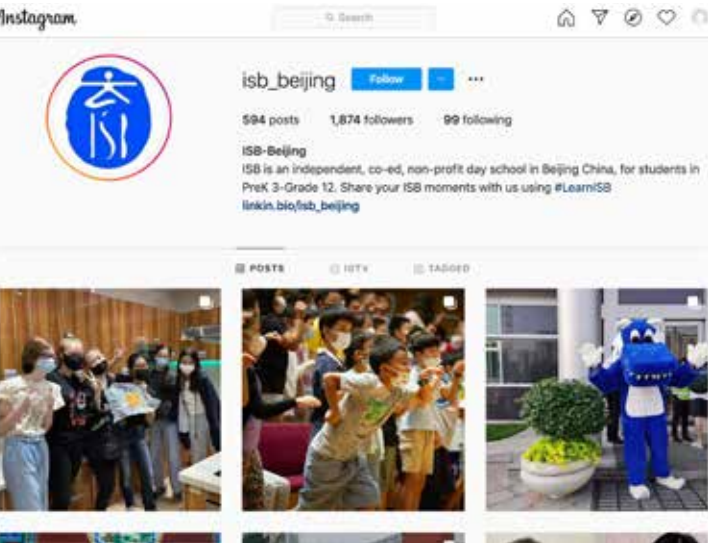 Instagram
Search
isb_beijing
Follow
594 posts 1,874 followers 99 following
ISB-Beijing
ISB is an independent, co-ed, non-profit day school in Beijing China, for students in
PreK 3-Grade 12. Share your ISB moments with us using #LearnISB
linkin.bio/isb_beijing
ISB
POSTS IGTV TAGGED